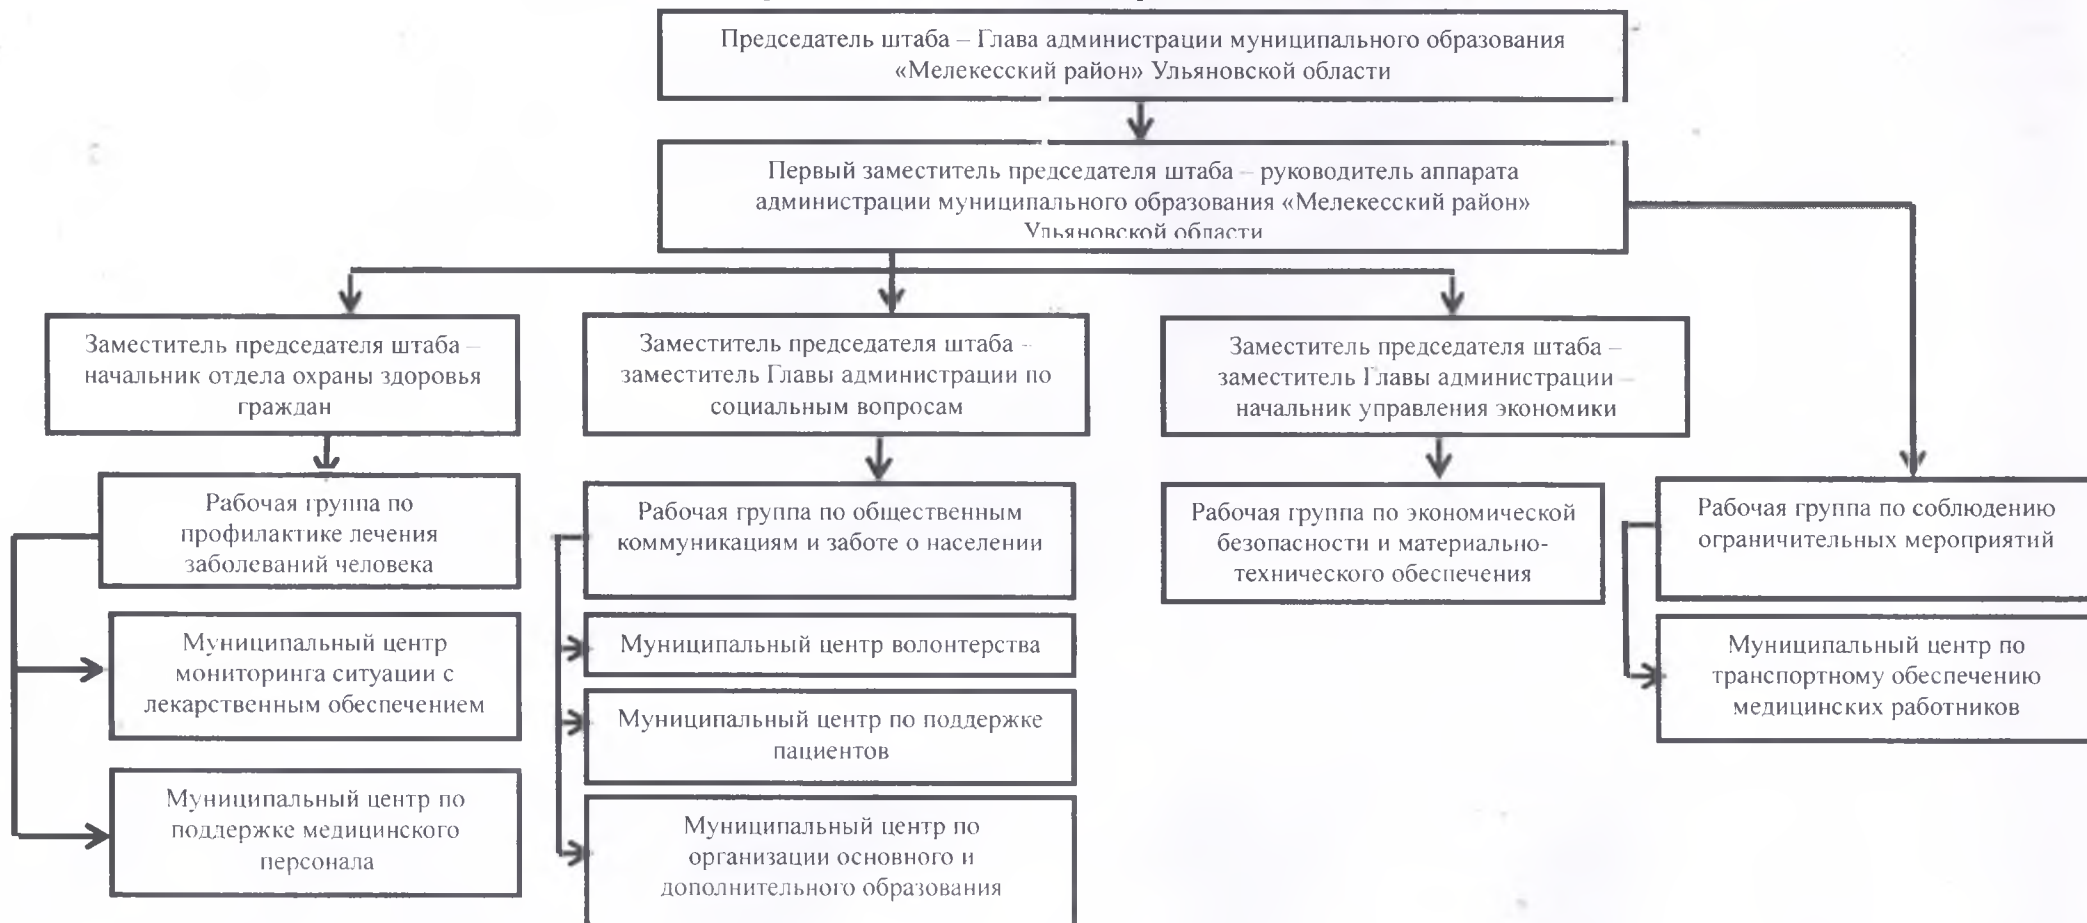 Председатель штаба – Глава администрации муниципального образования
«Мелекесский район» Ульяновской области
Первый заместитель председателя штаба – руководитель аппарата
администрации муниципального образования «Мелекесский район»
Ульяновской области
Заместитель председателя штаба –
начальник отдела охраны здоровья
граждан
Заместитель председателя штаба –
заместитель Главы администрации по
социальным вопросам
Заместитель председателя штаба –
заместитель Главы администрации –
начальник управления экономики
Рабочая группа по
профилактике лечения
заболеваний человека
Рабочая группа по общественным
коммуникациям и заботе о населении
Рабочая группа по экономической
безопасности и материально-
технического обеспечения
Рабочая группа по соблюдению
ограничительных мероприятий
Муниципальный центр
мониторинга ситуации с
лекарственным обеспечением
Муниципальный центр по
поддержке медицинского
персонала
Муниципальный центр волонтерства
Муниципальный центр по поддержке
пациентов
Муниципальный центр по
организации основного и
дополнительного образования
Муниципальный центр по
транспортному обеспечению
медицинских работников